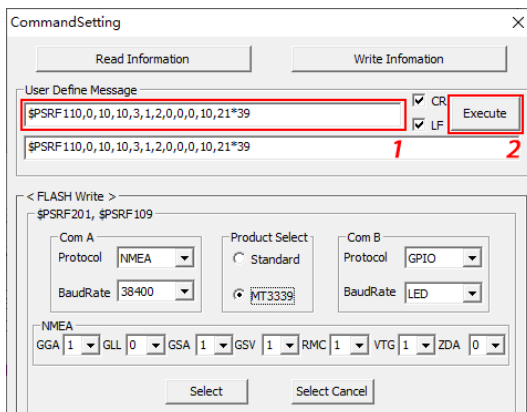 CommandSetting
Read Information Write Infomation
User Define Message
$PSRF110,0,10,10,3,1,2,0,0,0,10,21*39 CR
LF Execute
$PSRF110,0,10,10,3,1,2,0,0,0,10,21*39 1 2
< FLASH Write >
$PSRF201, $PSRF109
Com A Product Select Com B
Protocol NMEA Standard Protocol GPIO
BaudRate 38400 MT3339 BaudRate LED
NMEA
GGA 1 GLL 0 GSA 1 GSV 1 RMC 1 VTG 1 ZDA 0
Select Select Cancel